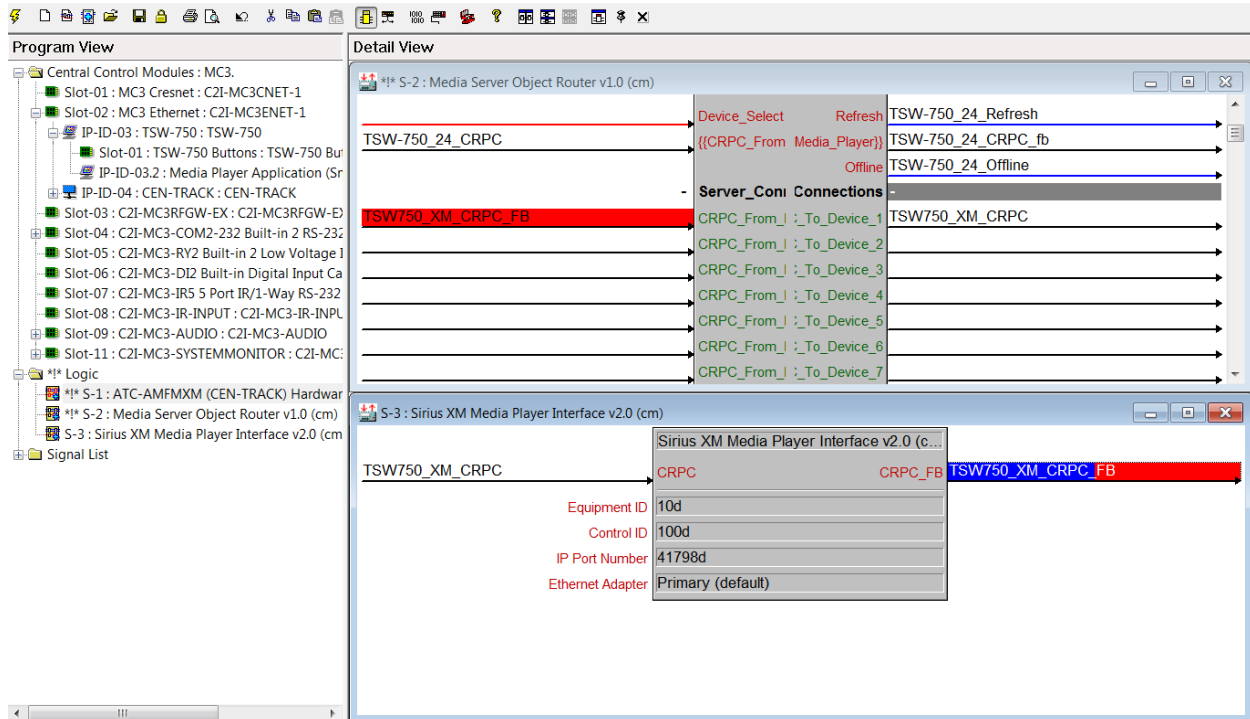 Program View
Central Control Modules : MC3.
Slot-01 : MC3 Cresnet : C2I-MC3CNET-1
Slot-02 : MC3 Ethernet : C2I-MC3ENET-1
IP-ID-03 : TSW-750 : TSW-750
Slot-01 : TSW-750 Buttons : TSW-750 But
IP-ID-03.2 : Media Player Application (Sr
IP-ID-04 : CEN-TRACK : CEN-TRACK
Slot-03 : C2I-MC3RFGW-EX : C2I-MC3RFGW-EX
Slot-04 : C2I-MC3-COM2-232 Built-in 2 RS-232
Slot-05 : C2I-MC3-RY2 Built-in 2 Low Voltage I
Slot-06 : C2I-MC3-DI2 Built-in Digital Input Ca
Slot-07 : C2I-MC3-IR5 5 Port IR/1-Way RS-232
Slot-08 : C2I-MC3-IR-INPUT : C2I-MC3-IR-INPU
Slot-09 : C2I-MC3-AUDIO : C2I-MC3-AUDIO
Slot-11 : C2I-MC3-SYSTEMMONITOR : C2I-MC3
*!* Logic
*!* S-1 : ATC-AMFMXM (CEN-TRACK) Hardwar
*!* S-2 : Media Server Object Router v1.0 (cm)
S-3 : Sirius XM Media Player Interface v2.0 (cm
Signal List
Detail View
*!* S-2 : Media Server Object Router v1.0 (cm)
Device_Select Refresh TSW-750_24_Refresh
TSW-750_24_CRPC {{CRPC_From Media_Player}} TSW-750_24_CRPC_fb
Offline TSW-750_24_Offline
- Server_Conn Connections -
TSW750_XM_CRPC_FB CRPC_From_I :_To_Device_1 TSW750_XM_CRPC
CRPC_From_I :_To_Device_2
CRPC_From_I :_To_Device_3
CRPC_From_I :_To_Device_4
CRPC_From_I :_To_Device_5
CRPC_From_I :_To_Device_6
CRPC_From_I :_To_Device_7
S-3 : Sirius XM Media Player Interface v2.0 (cm)
Sirius XM Media Player Interface v2.0 (c...
TSW750_XM_CRPC CRPC CRPC_FB TSW750_XM_CRPC_FB
Equipment ID 10d
Control ID 100d
IP Port Number 41798d
Ethernet Adapter Primary (default)